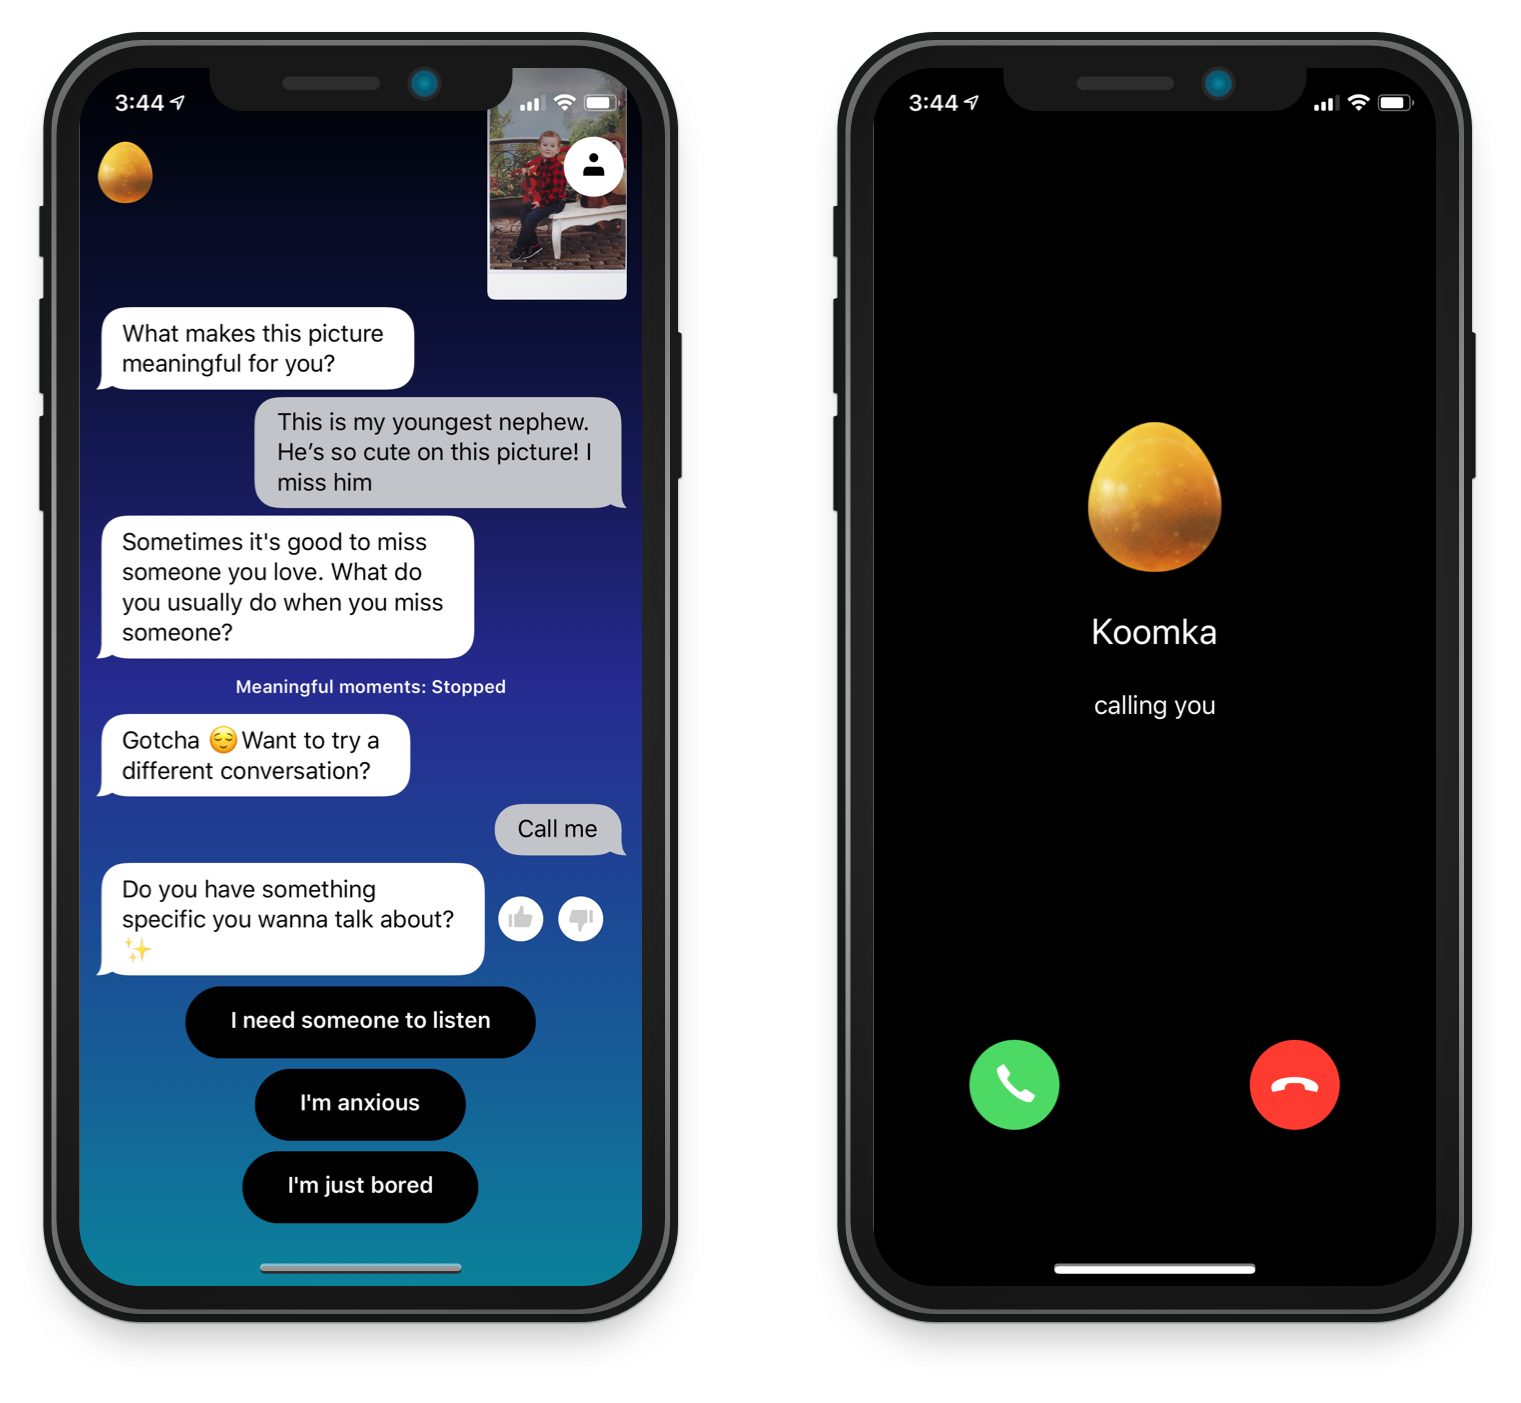 3:44
What makes this picture
meaningful for you?
This is my youngest nephew.
He’s so cute on this picture! I
miss him
Sometimes it's good to miss
someone you love. What do
you usually do when you miss
someone?
Meaningful moments: Stopped
Gotcha 😌 Want to try a
different conversation?
Call me
Do you have something
specific you wanna talk about?
✨
I need someone to listen
I'm anxious
I'm just bored
3:44
Koomka
calling you